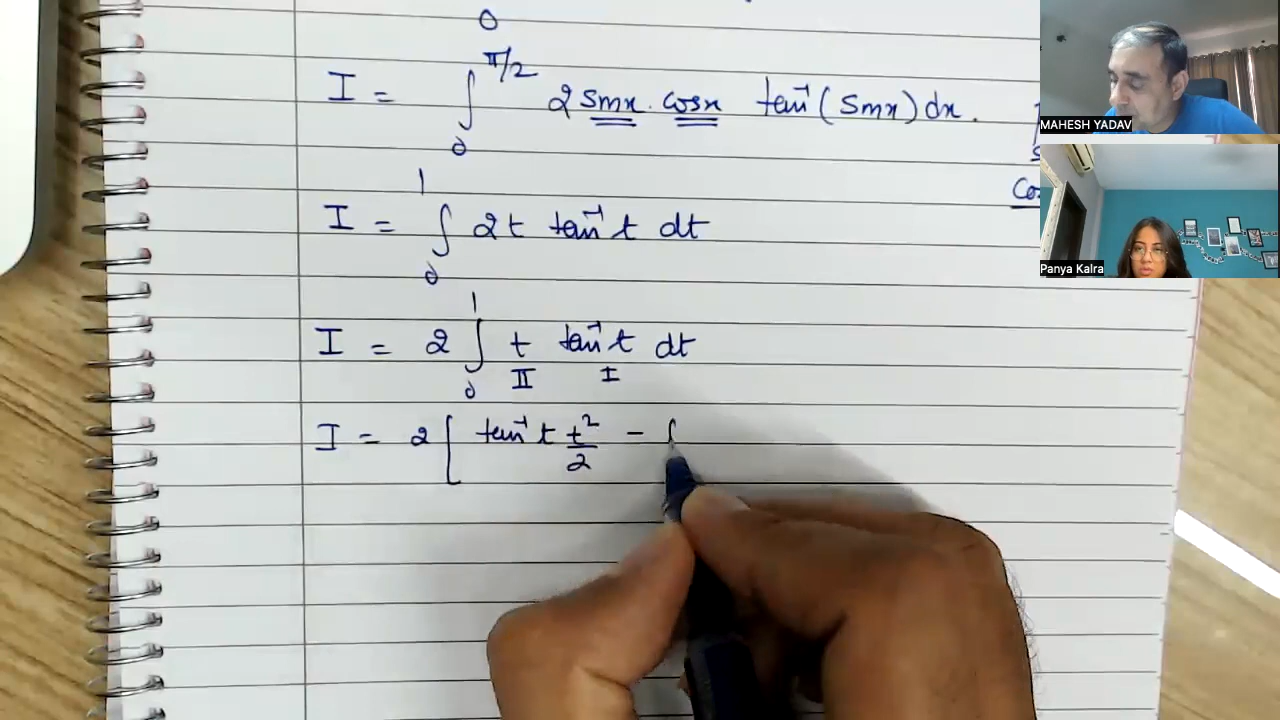 0
I = ∫₀^π/2 2 sinx . cosx tan⁻¹(sinx) dx .
I = ∫₀¹ 2t tan⁻¹t dt
I = 2 ∫₀¹ t tan⁻¹t dt
II I
I = 2 [ tan⁻¹t t²/2 - ∫
MAHESH YADAV
Panya Kalra